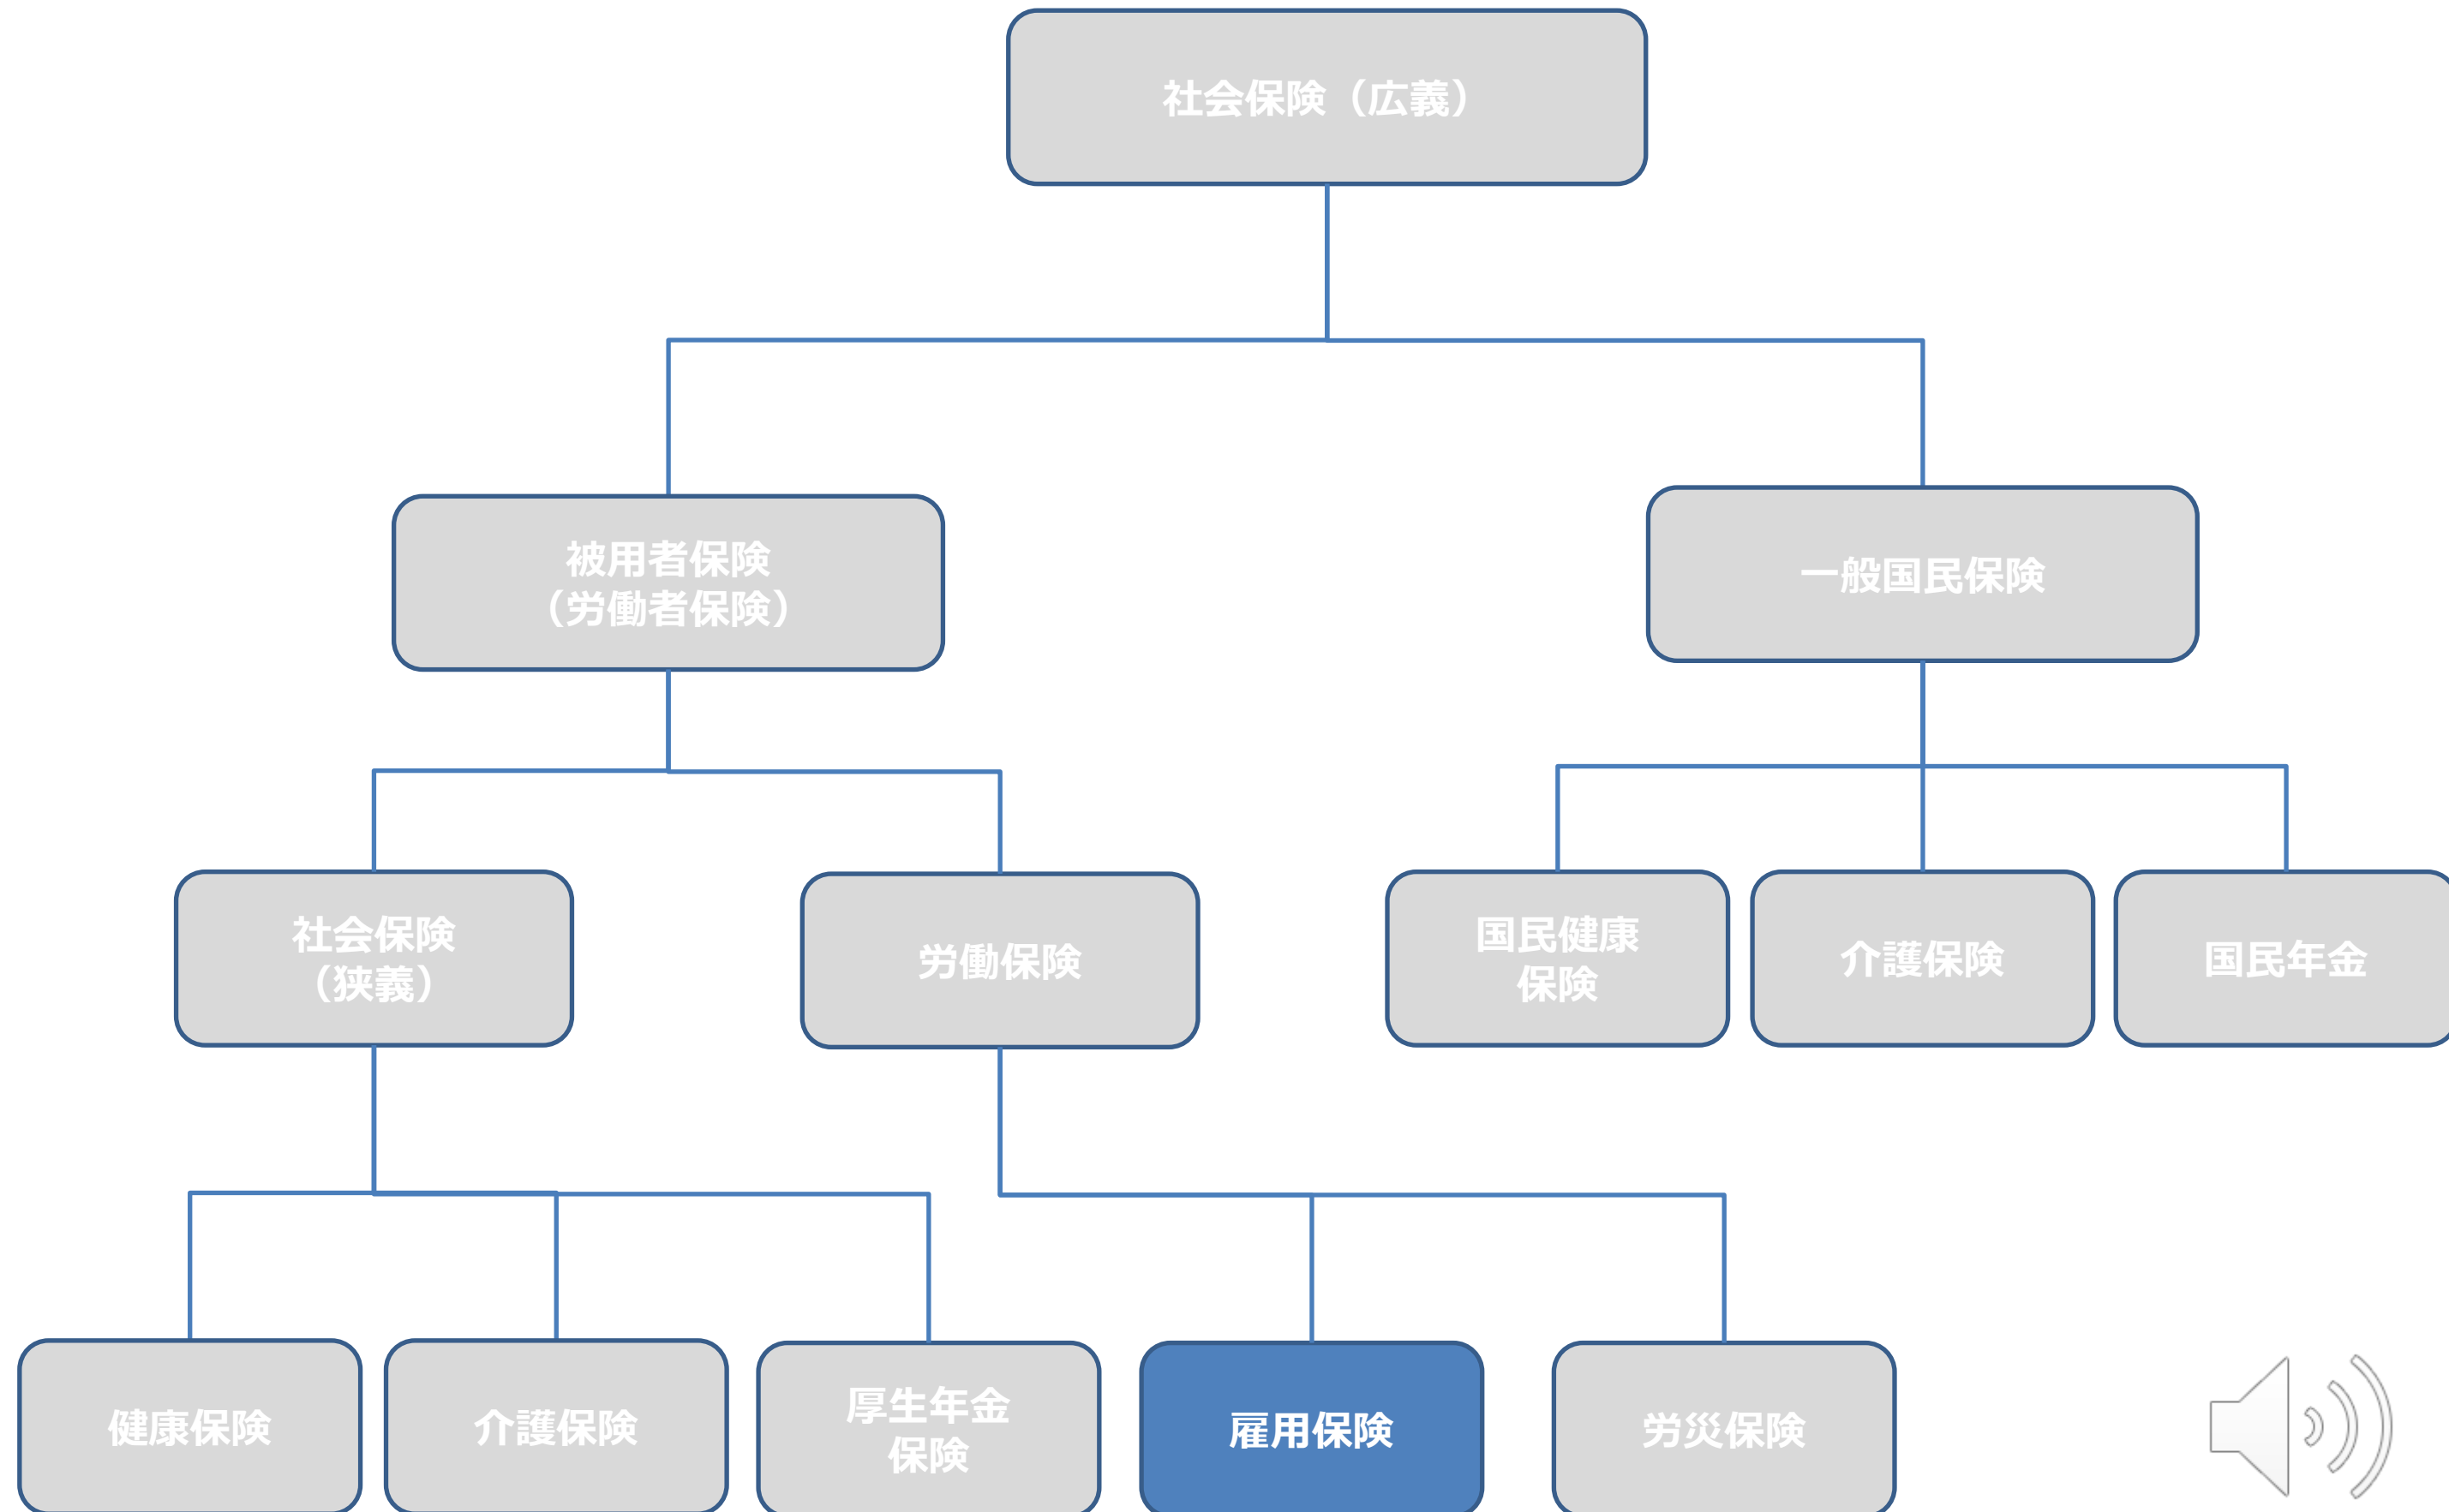 社会保険（広義）
被用者保険
（労働者保険）
一般国民保険
社会保険
（狭義）
労働保険
国民健康
保険
介護保険
国民年金
健康保険
介護保険
厚生年金
保険
雇用保険
労災保険